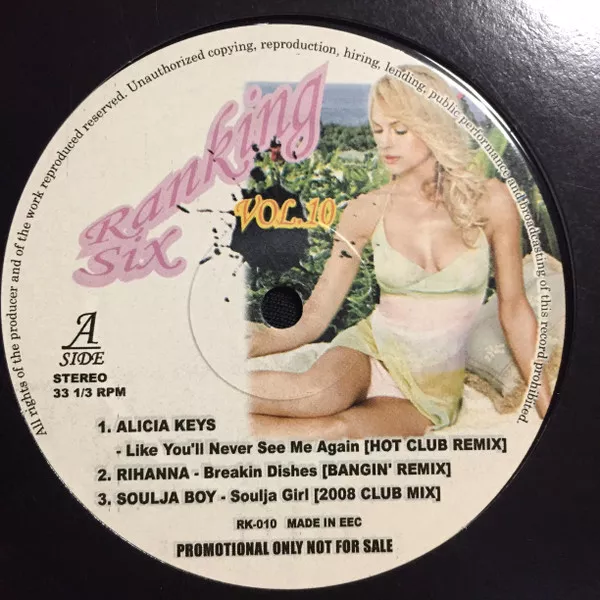 All rights of the producer and of the work reproduced reserved. Unauthorized copying, reproduction, hiring, lending, public performance and broadcasting of this record prohibited.
Ranking
Six
VOL.10
A
SIDE
STEREO
33 1/3 RPM
1. ALICIA KEYS
- Like You'll Never See Me Again [HOT CLUB REMIX]
2. RIHANNA - Breakin Dishes [BANGIN' REMIX]
3. SOULJA BOY - Soulja Girl [2008 CLUB MIX]
RK-010 MADE IN EEC
PROMOTIONAL ONLY NOT FOR SALE